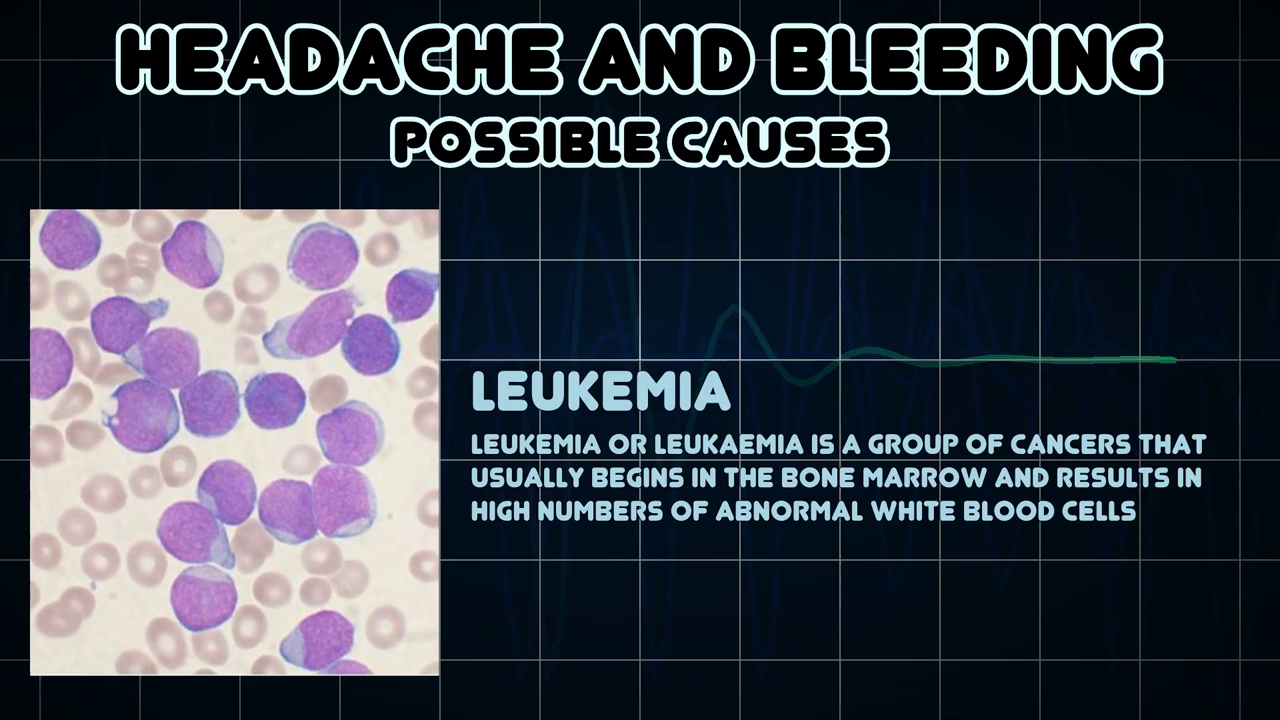 HEADACHE AND BLEEDING
POSSIBLE CAUSES
LEUKEMIA
LEUKEMIA OR LEUKAEMIA IS A GROUP OF CANCERS THAT
USUALLY BEGINS IN THE BONE MARROW AND RESULTS IN
HIGH NUMBERS OF ABNORMAL WHITE BLOOD CELLS